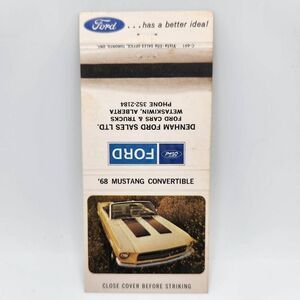 Ford
...has a better idea!
DENHAM FORD SALES LTD.
FORD CARS & TRUCKS
WETASKIWIN, ALBERTA
PHONE 352-2184
Ford
FORD
'68 MUSTANG CONVERTIBLE
CLOSE COVER BEFORE STRIKING